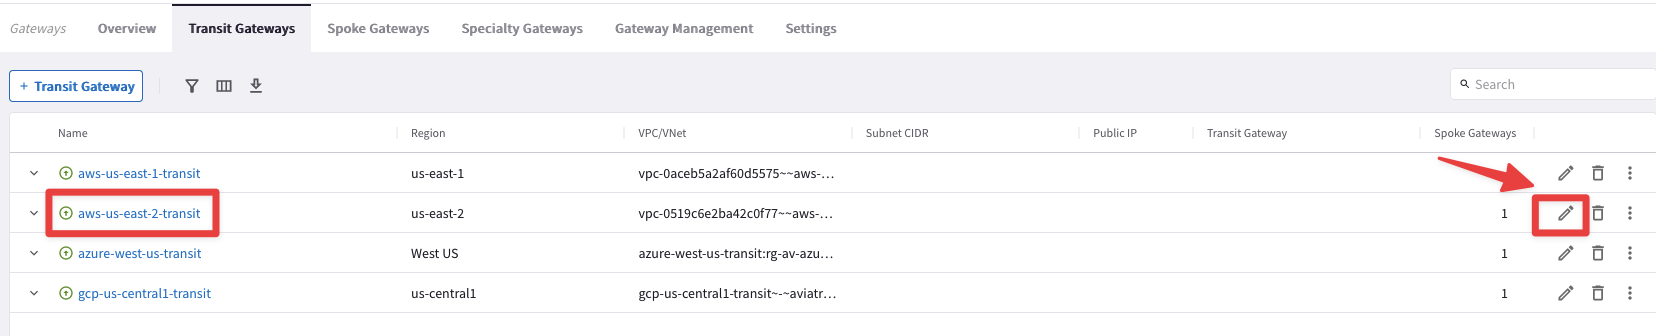 Gateways Overview Transit Gateways Spoke Gateways Specialty Gateways Gateway Management Settings
+ Transit Gateway Search
Name Region VPC/VNet Subnet CIDR Public IP Transit Gateway Spoke Gateways
aws-us-east-1-transit us-east-1 vpc-0aceb5a2af60d5575~~aws-...
aws-us-east-2-transit us-east-2 vpc-0519c6e2ba42c0f77~~aws-... 1
azure-west-us-transit West US azure-west-us-transit:rg-av-azu... 1
gcp-us-central1-transit us-central1 gcp-us-central1-transit~-~aviatr... 1